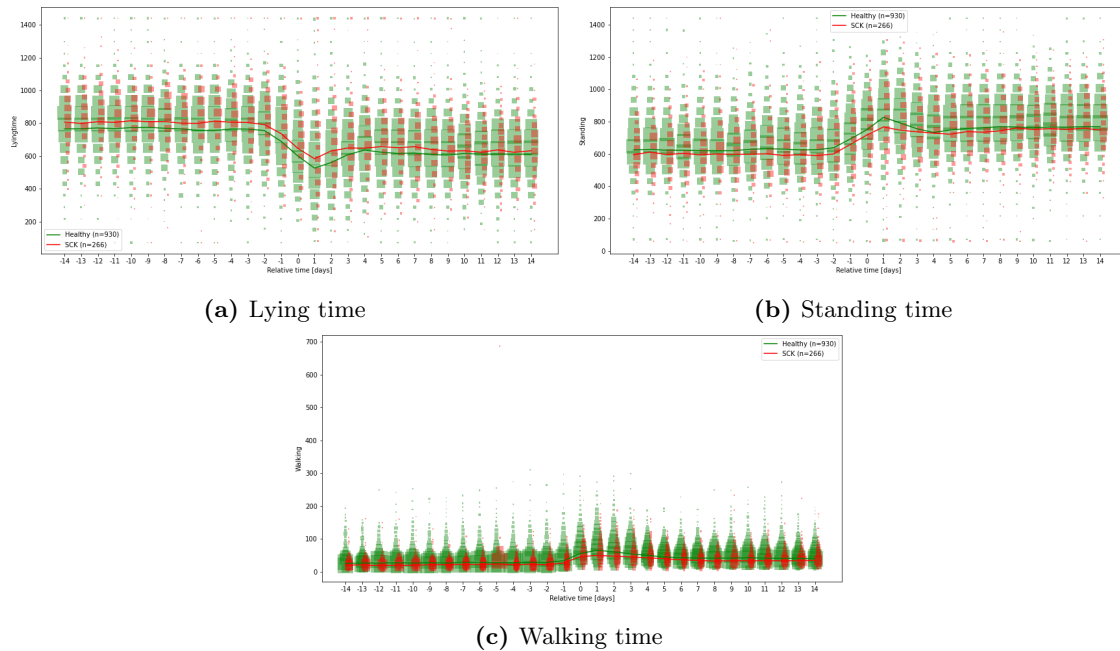 1400
1200
1000
800
600
400
200
Lyingtime
Healthy (n=930)
SCK (n=266)
-14 -13 -12 -11 -10 -9 -8 -7 -6 -5 -4 -3 -2 -1 0 1 2 3 4 5 6 7 8 9 10 11 12 13 14
Relative time [days]
(a) Lying time
1400
1200
1000
800
600
400
200
0
Standing
Healthy (n=930)
SCK (n=266)
-14 -13 -12 -11 -10 -9 -8 -7 -6 -5 -4 -3 -2 -1 0 1 2 3 4 5 6 7 8 9 10 11 12 13 14
Relative time [days]
(b) Standing time
700
600
500
400
300
200
100
0
Walking
Healthy (n=930)
SCK (n=266)
-14 -13 -12 -11 -10 -9 -8 -7 -6 -5 -4 -3 -2 -1 0 1 2 3 4 5 6 7 8 9 10 11 12 13 14
Relative time [days]
(c) Walking time